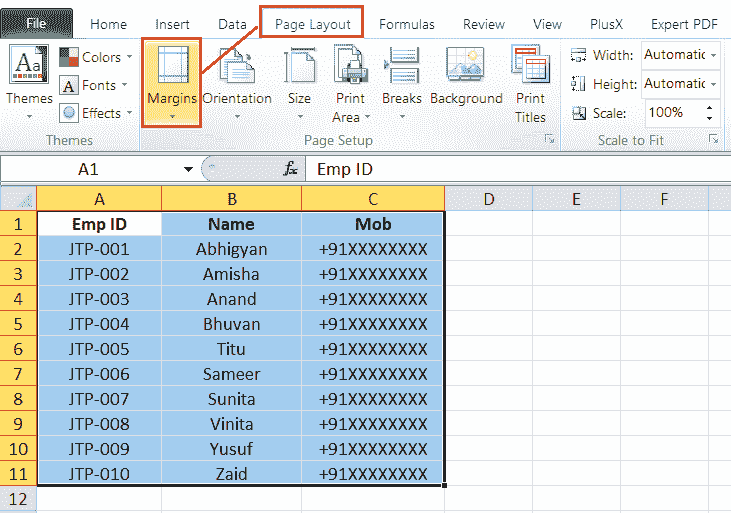 File Home Insert Data Page Layout Formulas Review View PlusX Expert PDF
Aa Colors Width: Automatic
A Fonts Height: Automatic
Themes Effects Margins Orientation Size Print Area Breaks Background Print Titles Scale: 100%
Themes Page Setup Scale to Fit
A1 fx Emp ID
A B C D E F
1 Emp ID Name Mob
2 JTP-001 Abhigyan +91XXXXXXXX
3 JTP-002 Amisha +91XXXXXXXX
4 JTP-003 Anand +91XXXXXXXX
5 JTP-004 Bhuvan +91XXXXXXXX
6 JTP-005 Titu +91XXXXXXXX
7 JTP-006 Sameer +91XXXXXXXX
8 JTP-007 Sunita +91XXXXXXXX
9 JTP-008 Vinita +91XXXXXXXX
10 JTP-009 Yusuf +91XXXXXXXX
11 JTP-010 Zaid +91XXXXXXXX
12